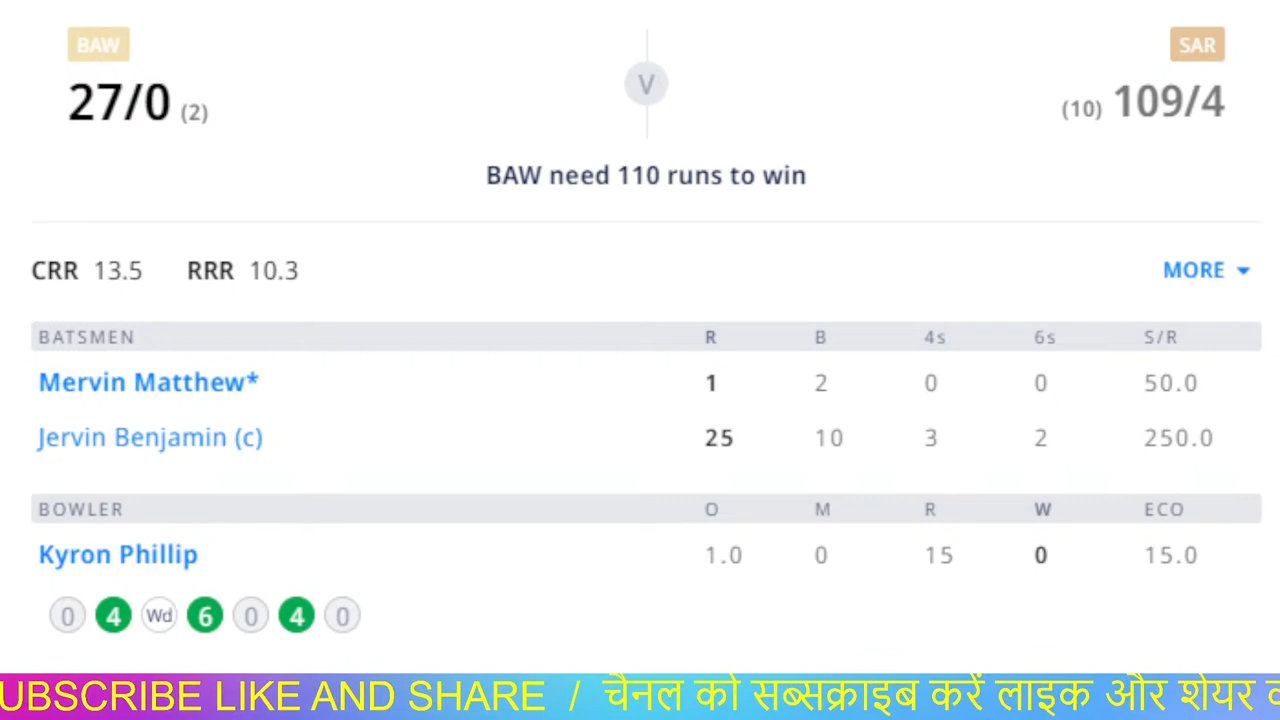 BAW SAR
27/0 (2) V (10) 109/4
BAW need 110 runs to win
CRR 13.5 RRR 10.3 MORE
BATSMEN R B 4s 6s S/R
Mervin Matthew* 1 2 0 0 50.0
Jervin Benjamin (c) 25 10 3 2 250.0
BOWLER O M R W ECO
Kyron Phillip 1.0 0 15 0 15.0
0 4 Wd 6 0 4 0
UBSCRIBE LIKE AND SHARE / चैनल को सब्सक्राइब करें लाइक और शेयर